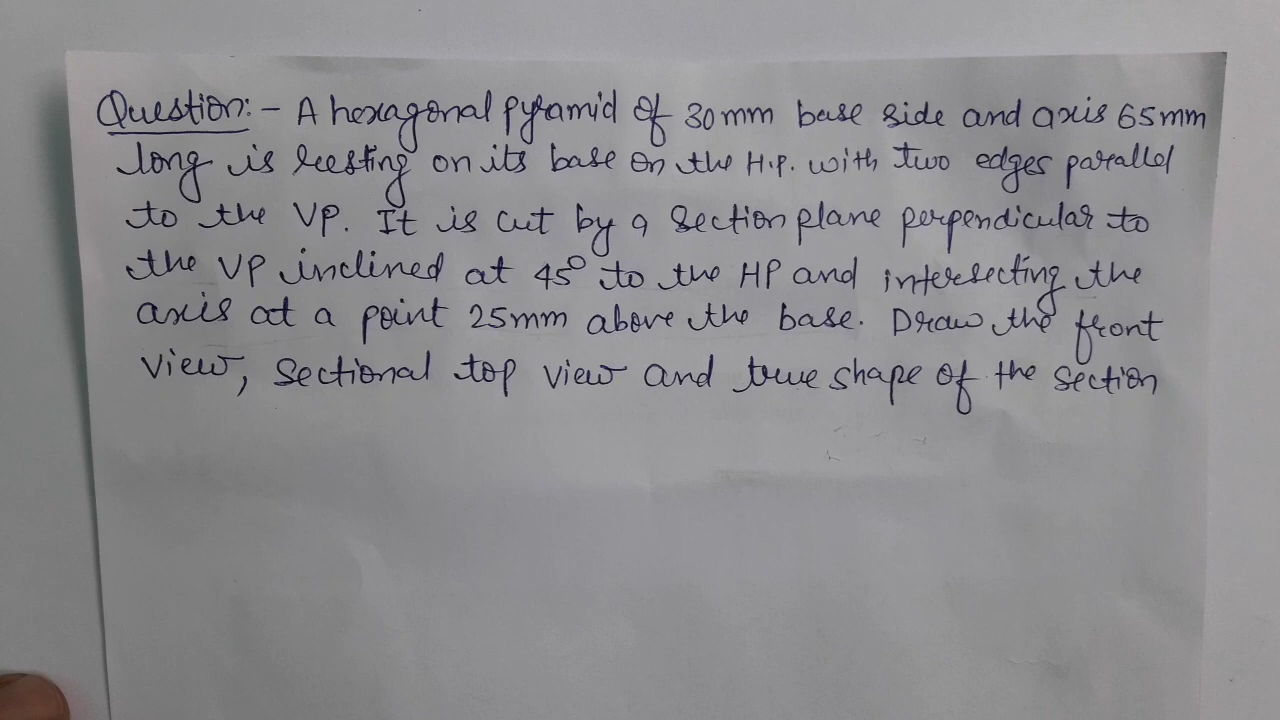 Question:- A hexagonal pyramid of 30mm base side and axis 65mm
long is resting on its base on the H.P. with two edges parallel
to the VP. It is cut by a section plane perpendicular to
the VP inclined at 45° to the HP and intersecting the
axis at a point 25mm above the base. Draw the front
view, sectional top view and true shape of the section